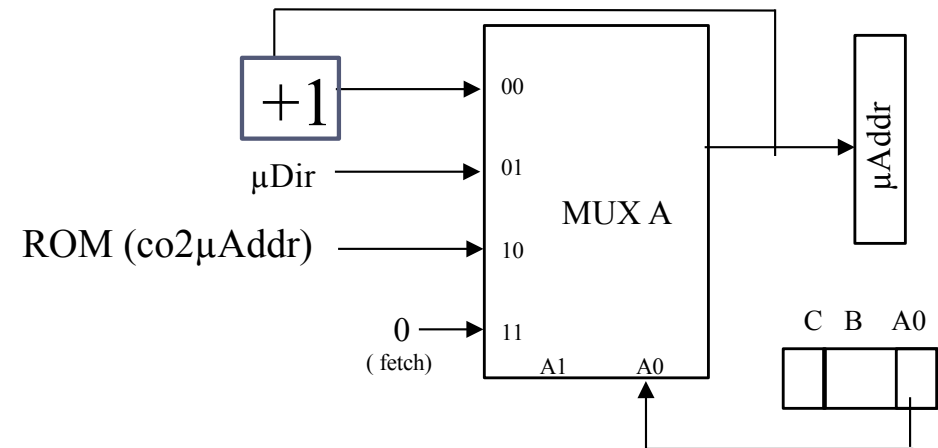 +1
00
µDir
01
MUX A
ROM (co2µAddr)
10
0
( fetch)
11
A1 A0
µAddr
C B A0